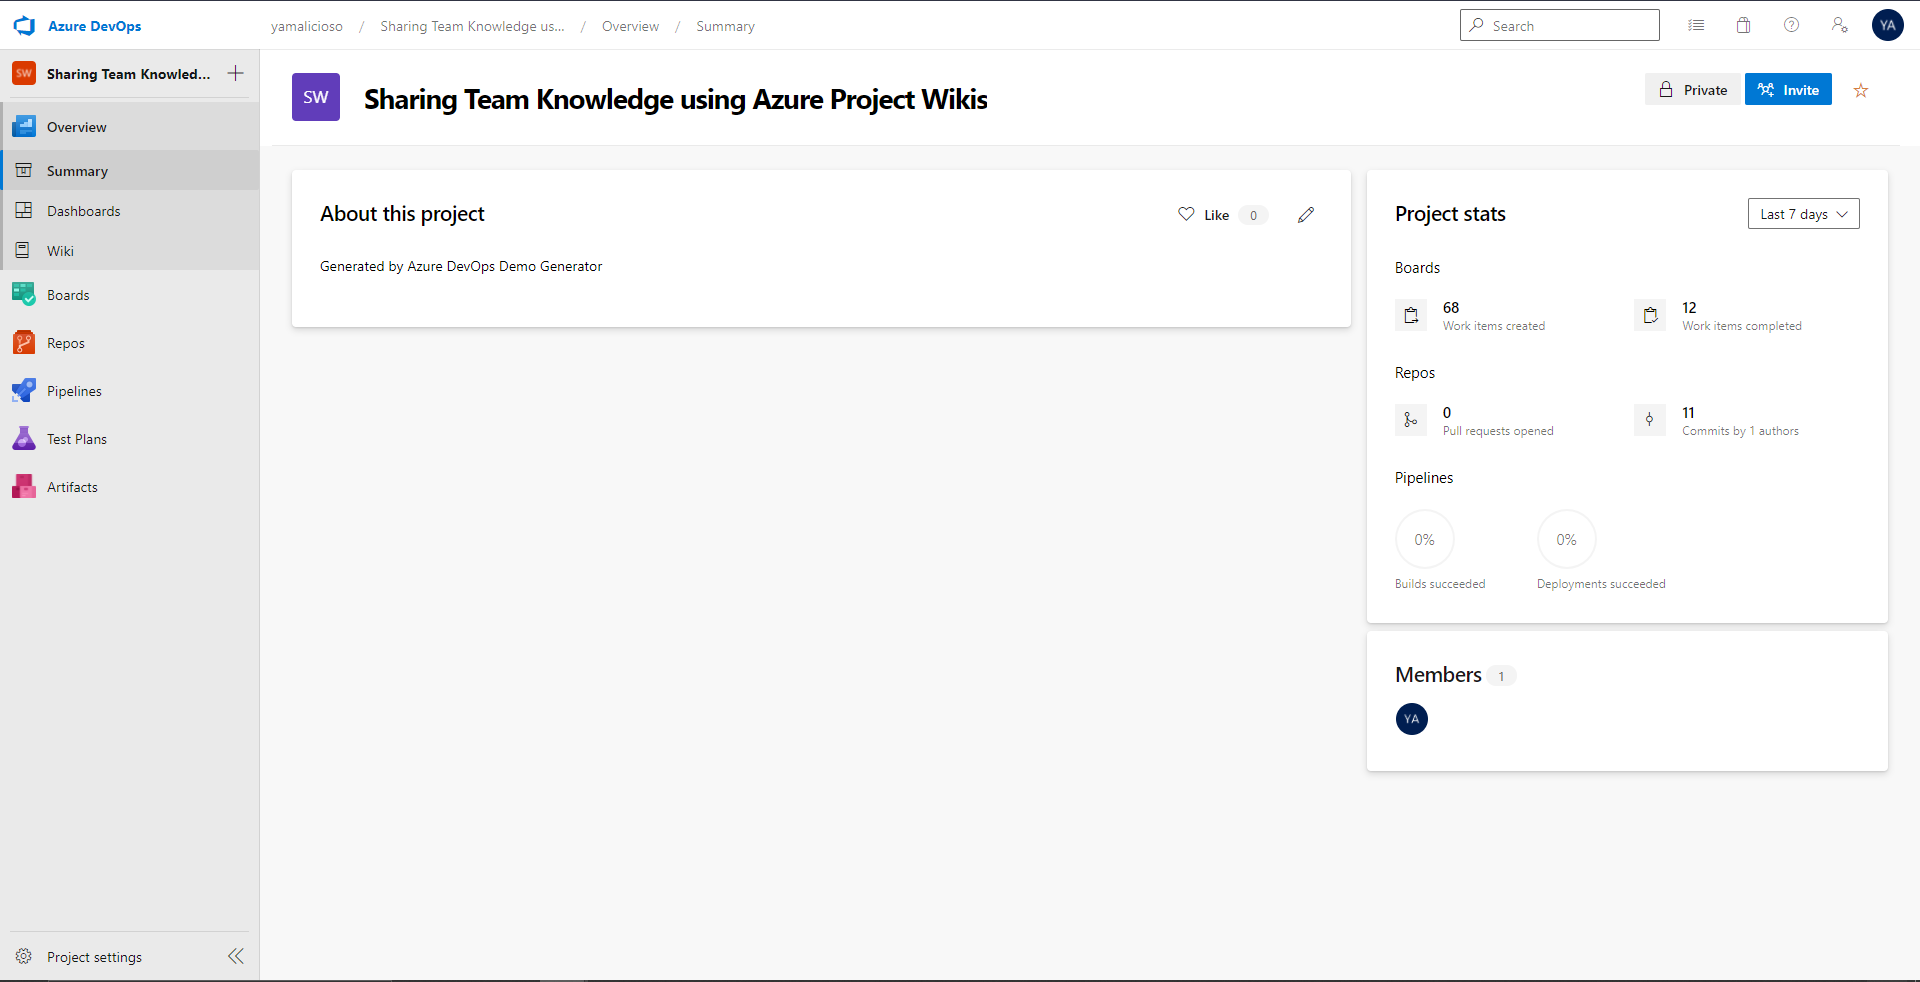 Azure DevOps
yamalicioso / Sharing Team Knowledge us... / Overview / Summary
Search
YA
SW
Sharing Team Knowled...
Overview
Summary
Dashboards
Wiki
Boards
Repos
Pipelines
Test Plans
Artifacts
Project settings
SW
Sharing Team Knowledge using Azure Project Wikis
Private
Invite
About this project
Like 0
Generated by Azure DevOps Demo Generator
Project stats
Last 7 days
Boards
68
Work items created
12
Work items completed
Repos
0
Pull requests opened
11
Commits by 1 authors
Pipelines
0%
Builds succeeded
0%
Deployments succeeded
Members 1
YA